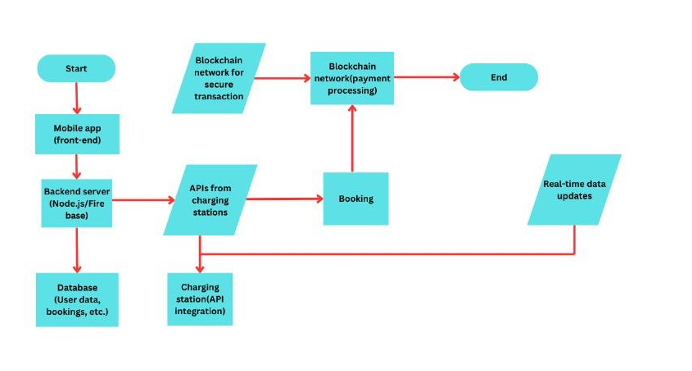 Start
Blockchain
network for
secure
transaction
Blockchain
network(payment
processing)
End
Mobile app
(front-end)
Backend server
(Node.js/Fire
base)
APIs from
charging
stations
Booking
Real-time data
updates
Database
(User data,
bookings, etc.)
Charging
station(API
integration)